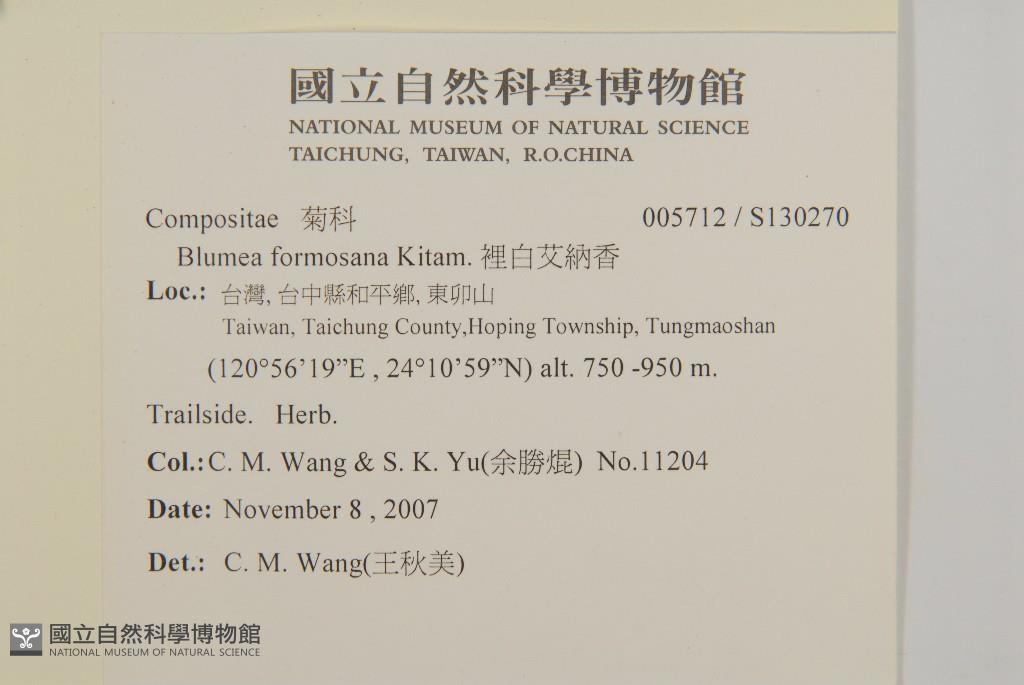 國立自然科學博物館
NATIONAL MUSEUM OF NATURAL SCIENCE
TAICHUNG, TAIWAN, R.O.CHINA
Compositae 菊科 005712 / S130270
Blumea formosana Kitam. 裡白艾納香
Loc.: 台灣, 台中縣和平鄉, 東卯山
Taiwan, Taichung County,Hoping Township, Tungmaoshan
(120°56’19”E , 24°10’59”N) alt. 750 -950 m.
Trailside. Herb.
Col.: C. M. Wang & S. K. Yu(余勝焜) No.11204
Date: November 8 , 2007
Det.: C. M. Wang(王秋美)
國立自然科學博物館
NATIONAL MUSEUM OF NATURAL SCIENCE